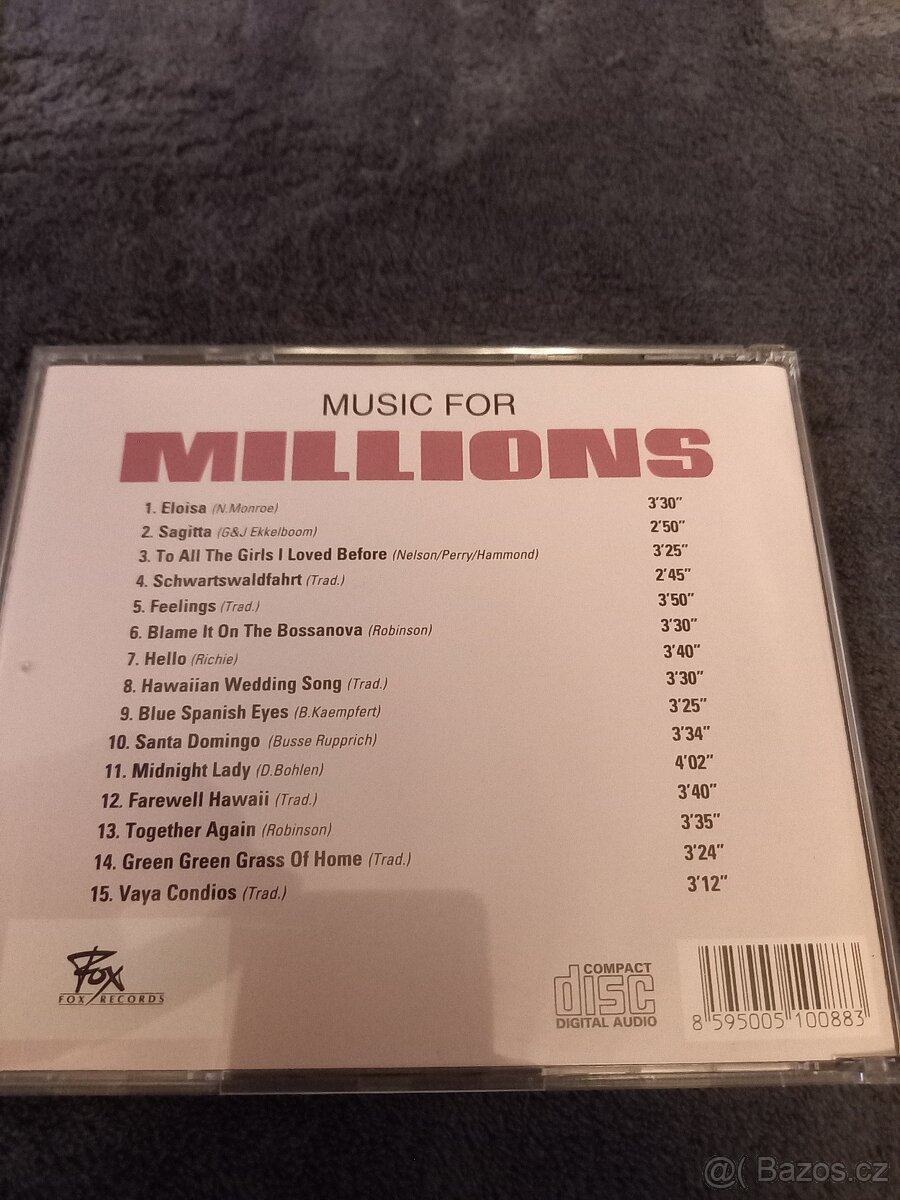 MUSIC FOR
MILLIONS
1. Eloisa (N.Monroe) 3'30"
2. Sagitta (G&J Ekkelboom) 2'50"
3. To All The Girls I Loved Before (Nelson/Perry/Hammond) 3'25"
4. Schwartswaldfahrt (Trad.) 2'45"
5. Feelings (Trad.) 3'50"
6. Blame It On The Bossanova (Robinson) 3'30"
7. Hello (Richie) 3'40"
8. Hawaiian Wedding Song (Trad.) 3'30"
9. Blue Spanish Eyes (B.Kaempfert) 3'25"
10. Santa Domingo (Busse Rupprich) 3'34"
11. Midnight Lady (D.Bohlen) 4'02"
12. Farewell Hawaii (Trad.) 3'40"
13. Together Again (Robinson) 3'35"
14. Green Green Grass Of Home (Trad.) 3'24"
15. Vaya Condios (Trad.) 3'12"
FOX
FOX RECORDS
COMPACT
disc
DIGITAL AUDIO
8 595005 100883
@( Bazos.cz